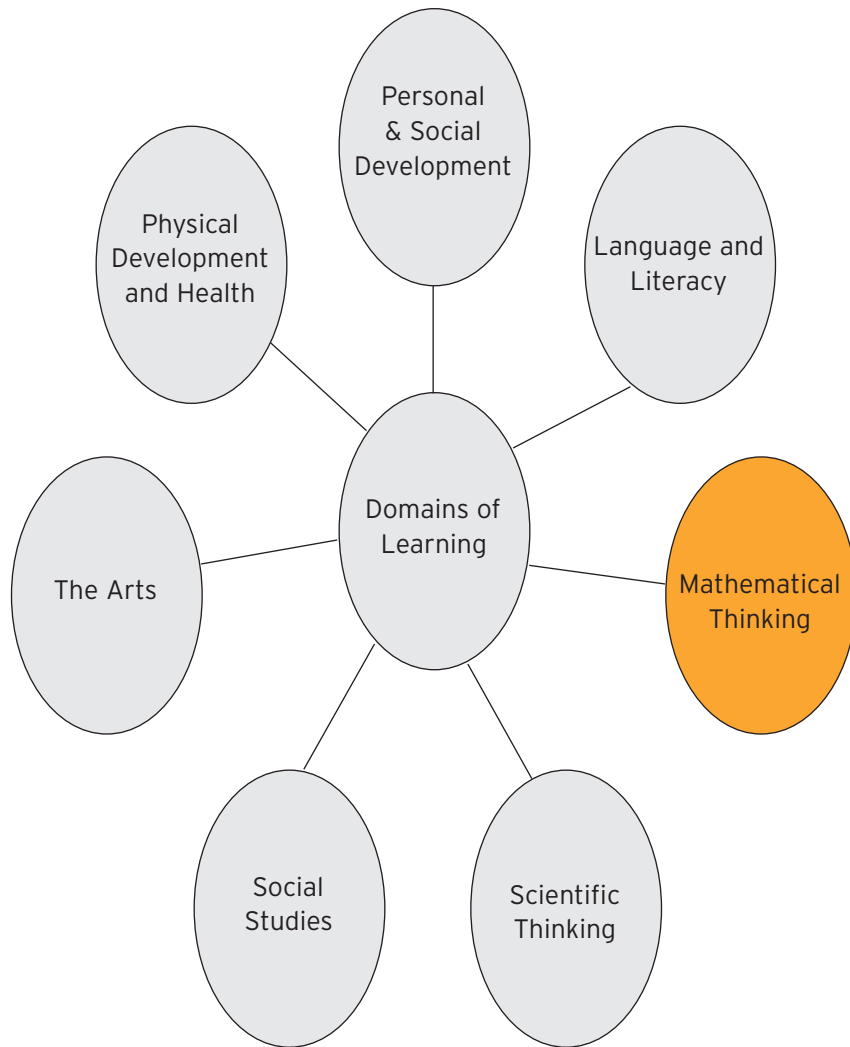 Personal
& Social
Development
Physical
Development
and Health
Language and
Literacy
Domains of
Learning
The Arts
Mathematical
Thinking
Social
Studies
Scientific
Thinking